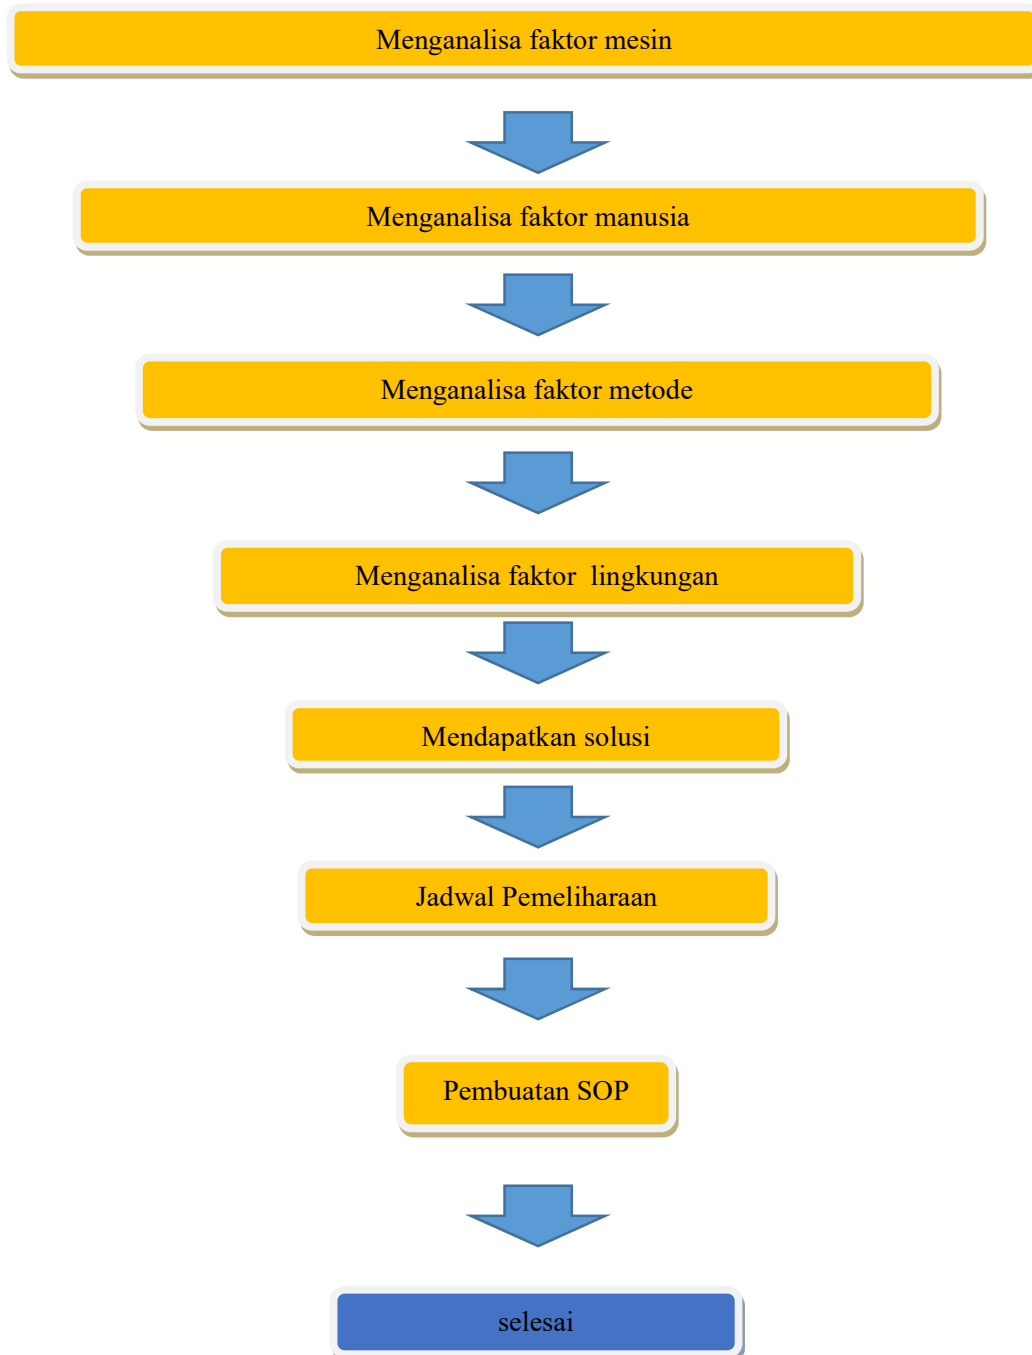 Menganalisa faktor mesin
Menganalisa faktor manusia
Menganalisa faktor metode
Menganalisa faktor  lingkungan
Mendapatkan solusi
Jadwal Pemeliharaan
Pembuatan SOP
selesai